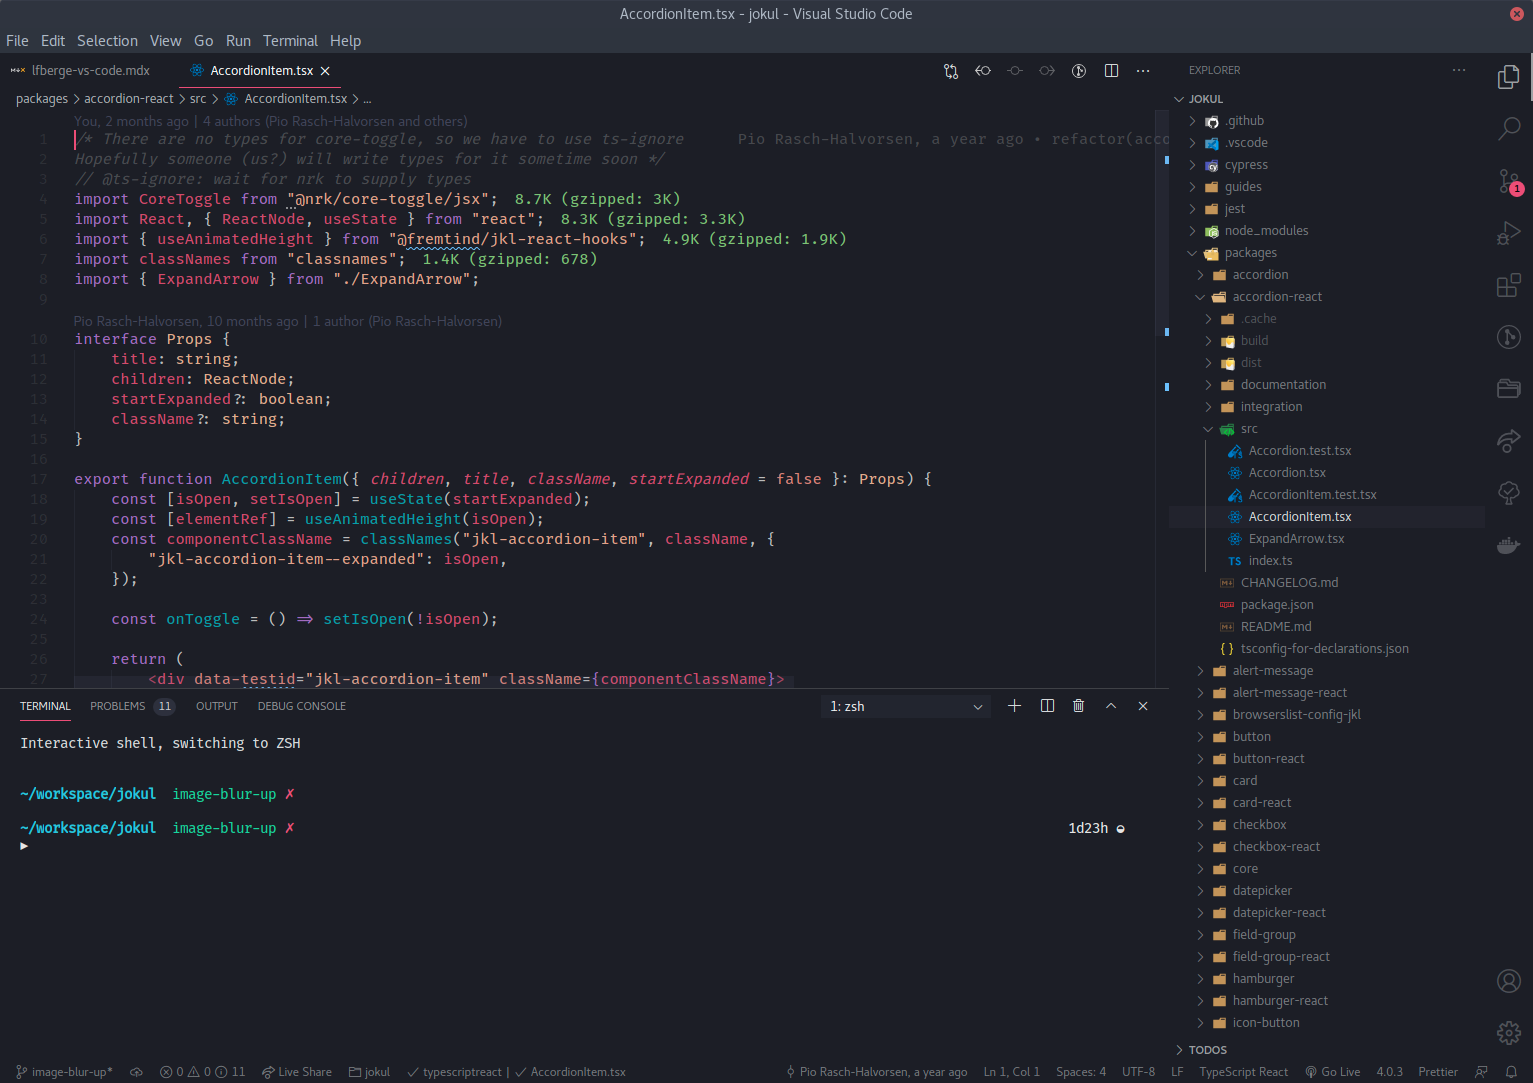 AccordionItem.tsx - jokul - Visual Studio Code
File Edit Selection View Go Run Terminal Help
lfberge-vs-code.mdx AccordionItem.tsx
packages > accordion-react > src > AccordionItem.tsx > ...
You, 2 months ago | 4 authors (Pio Rasch-Halvorsen and others)
1 /* There are no types for core-toggle, so we have to use ts-ignore Pio Rasch-Halvorsen, a year ago • refactor(acco
2 Hopefully someone (us?) will write types for it sometime soon */
3 // @ts-ignore: wait for nrk to supply types
4 import CoreToggle from "@nrk/core-toggle/jsx"; 8.7K (gzipped: 3K)
5 import React, { ReactNode, useState } from "react"; 8.3K (gzipped: 3.3K)
6 import { useAnimatedHeight } from "@fremtind/jkl-react-hooks"; 4.9K (gzipped: 1.9K)
7 import classNames from "classnames"; 1.4K (gzipped: 678)
8 import { ExpandArrow } from "./ExpandArrow";
9
Pio Rasch-Halvorsen, 10 months ago | 1 author (Pio Rasch-Halvorsen)
10 interface Props {
11 title: string;
12 children: ReactNode;
13 startExpanded?: boolean;
14 className?: string;
15 }
16
17 export function AccordionItem({ children, title, className, startExpanded = false }: Props) {
18 const [isOpen, setIsOpen] = useState(startExpanded);
19 const [elementRef] = useAnimatedHeight(isOpen);
20 const componentClassName = classNames("jkl-accordion-item", className, {
21 "jkl-accordion-item--expanded": isOpen,
22 });
23
24 const onToggle = () => setIsOpen(!isOpen);
25
26 return (
27 <div data-testid="jkl-accordion-item" className={componentClassName}>
TERMINAL PROBLEMS 11 OUTPUT DEBUG CONSOLE 1: zsh
Interactive shell, switching to ZSH
~/workspace/jokul image-blur-up ✗
~/workspace/jokul image-blur-up ✗ 1d23h
EXPLORER
JOKUL
.github
.vscode
cypress
guides
jest
node_modules
packages
accordion
accordion-react
.cache
build
dist
documentation
integration
src
Accordion.test.tsx
Accordion.tsx
AccordionItem.test.tsx
AccordionItem.tsx
ExpandArrow.tsx
TS index.ts
CHANGELOG.md
package.json
README.md
{ } tsconfig-for-declarations.json
alert-message
alert-message-react
browserslist-config-jkl
button
button-react
card
card-react
checkbox
checkbox-react
core
datepicker
datepicker-react
field-group
field-group-react
hamburger
hamburger-react
icon-button
TODOS
1
image-blur-up* 0 0 11 Live Share jokul typescriptreact | AccordionItem.tsx Pio Rasch-Halvorsen, a year ago Ln 1, Col 1 Spaces: 4 UTF-8 LF TypeScript React Go Live 4.0.3 Prettier